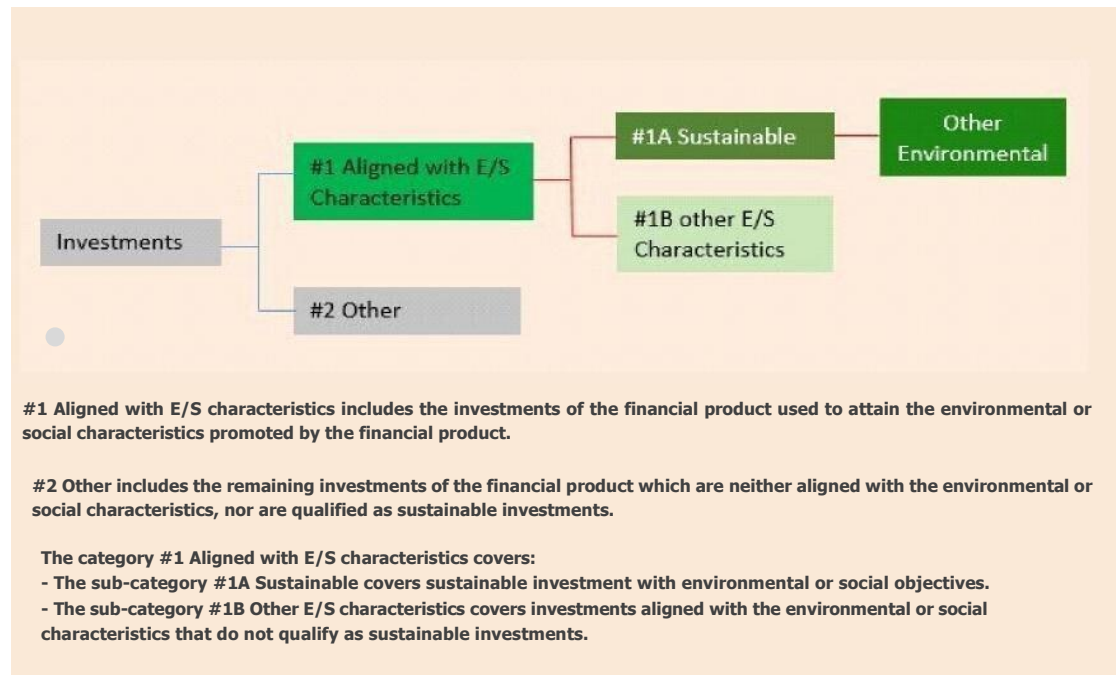 Investments
#1 Aligned with E/S
Characteristics
#2 Other
#1A Sustainable
#1B other E/S
Characteristics
Other
Environmental
#1 Aligned with E/S characteristics includes the investments of the financial product used to attain the environmental or
social characteristics promoted by the financial product.
#2 Other includes the remaining investments of the financial product which are neither aligned with the environmental or
social characteristics, nor are qualified as sustainable investments.
The category #1 Aligned with E/S characteristics covers:
- The sub-category #1A Sustainable covers sustainable investment with environmental or social objectives.
- The sub-category #1B Other E/S characteristics covers investments aligned with the environmental or social
characteristics that do not qualify as sustainable investments.